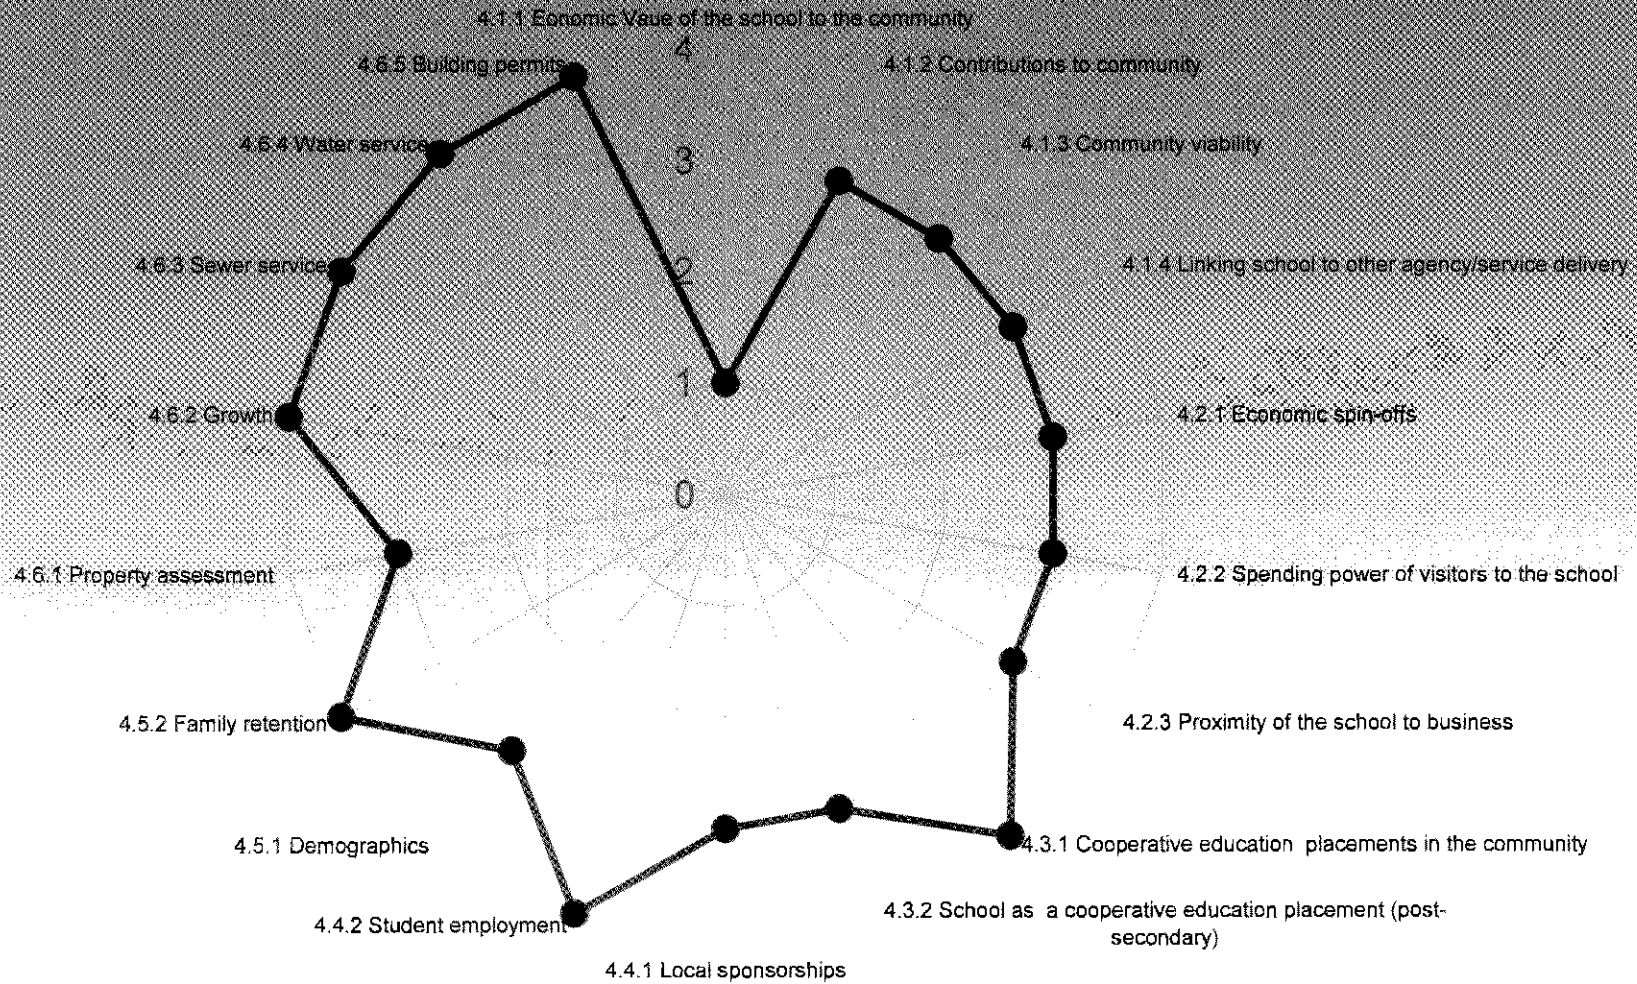 4.1.1 Eonomic Vaue of the school to the community
4
4.6.5 Building permits
4.1.2 Contributions to community
4.6.4 Water service
4.1.3 Community viability
3
4.6.3 Sewer service
2
4.1.4 Linking school to other agency/service delivery
1
4.6.2 Growth
4.2.1 Economic spin-offs
0
4.6.1 Property assessment
4.2.2 Spending power of visitors to the school
4.5.2 Family retention
4.2.3 Proximity of the school to business
4.5.1 Demographics
4.3.1 Cooperative education placements in the community
4.4.2 Student employment
4.3.2 School as a cooperative education placement (post-
secondary)
4.4.1 Local sponsorships